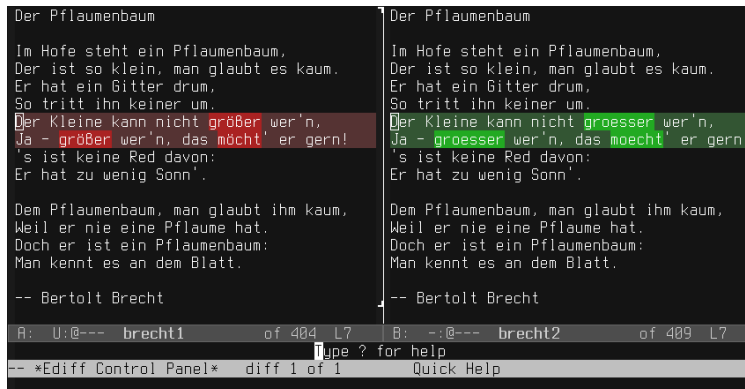 Der Pflaumenbaum
Im Hofe steht ein Pflaumenbaum,
Der ist so klein, man glaubt es kaum.
Er hat ein Gitter drum,
So tritt ihn keiner um.
Der Kleine kann nicht größer wer'n,
Ja - größer wer'n, das möcht' er gern!
's ist keine Red davon:
Er hat zu wenig Sonn'.
Dem Pflaumenbaum, man glaubt ihm kaum,
Weil er nie eine Pflaume hat.
Doch er ist ein Pflaumenbaum:
Man kennt es an dem Blatt.
-- Bertolt Brecht
A: U:@--- brecht1 of 404 L7
Der Pflaumenbaum
Im Hofe steht ein Pflaumenbaum,
Der ist so klein, man glaubt es kaum.
Er hat ein Gitter drum,
So tritt ihn keiner um.
Der Kleine kann nicht groesser wer'n,
Ja - groesser wer'n, das moecht' er gern
's ist keine Red davon:
Er hat zu wenig Sonn'.
Dem Pflaumenbaum, man glaubt ihm kaum,
Weil er nie eine Pflaume hat.
Doch er ist ein Pflaumenbaum:
Man kennt es an dem Blatt.
-- Bertolt Brecht
B: -:@--- brecht2 of 409 L7
Type ? for help
-- *Ediff Control Panel* diff 1 of 1 Quick Help